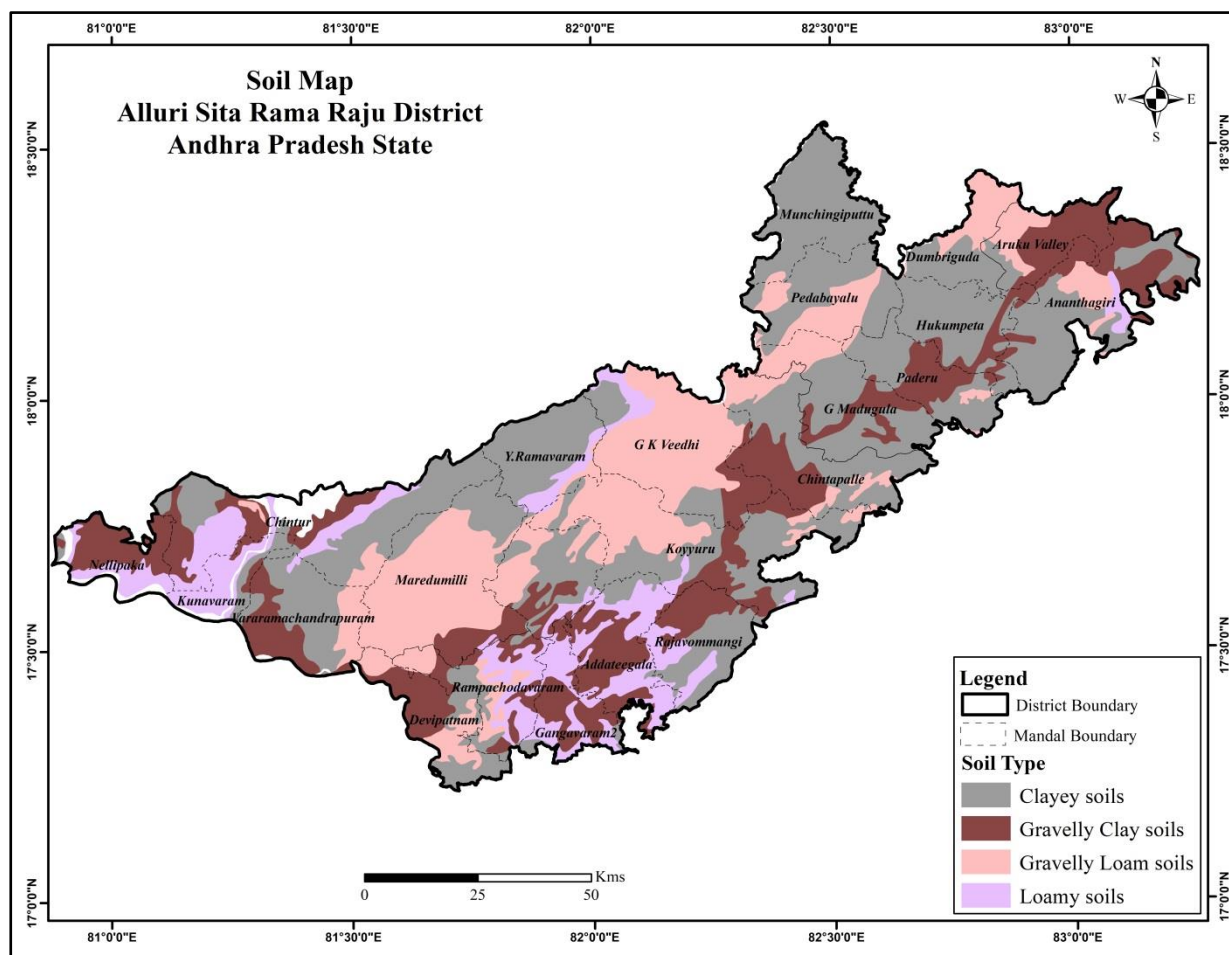 81°0'0"E 81°30'0"E 82°0'0"E 82°30'0"E 83°0'0"E
Soil Map
Alluri Sita Rama Raju District
Andhra Pradesh State
N
W E
S
18°30'0"N 18°30'0"N
Munchingiputtu
Aruku Valley
Dumbriguda
Pedabayalu
Ananthagiri
Hukumpeta
Paderu
18°0'0"N 18°0'0"N
G Madugula
G K Veedhi
Y.Ramavaram
Chintapalle
Chintur
Koyyuru
Nellipaka
Maredumilli
Kunavaram
Vararamachandrapuram
Rajavommangi
17°30'0"N 17°30'0"N
Addateegala
Rampachodavaram
Devipatnam
Gangavaram2
Legend
District Boundary
Mandal Boundary
Soil Type
Clayey soils
Gravelly Clay soils
Gravelly Loam soils
Loamy soils
Kms
0 25 50
17°0'0"N 17°0'0"N
81°0'0"E 81°30'0"E 82°0'0"E 82°30'0"E 83°0'0"E